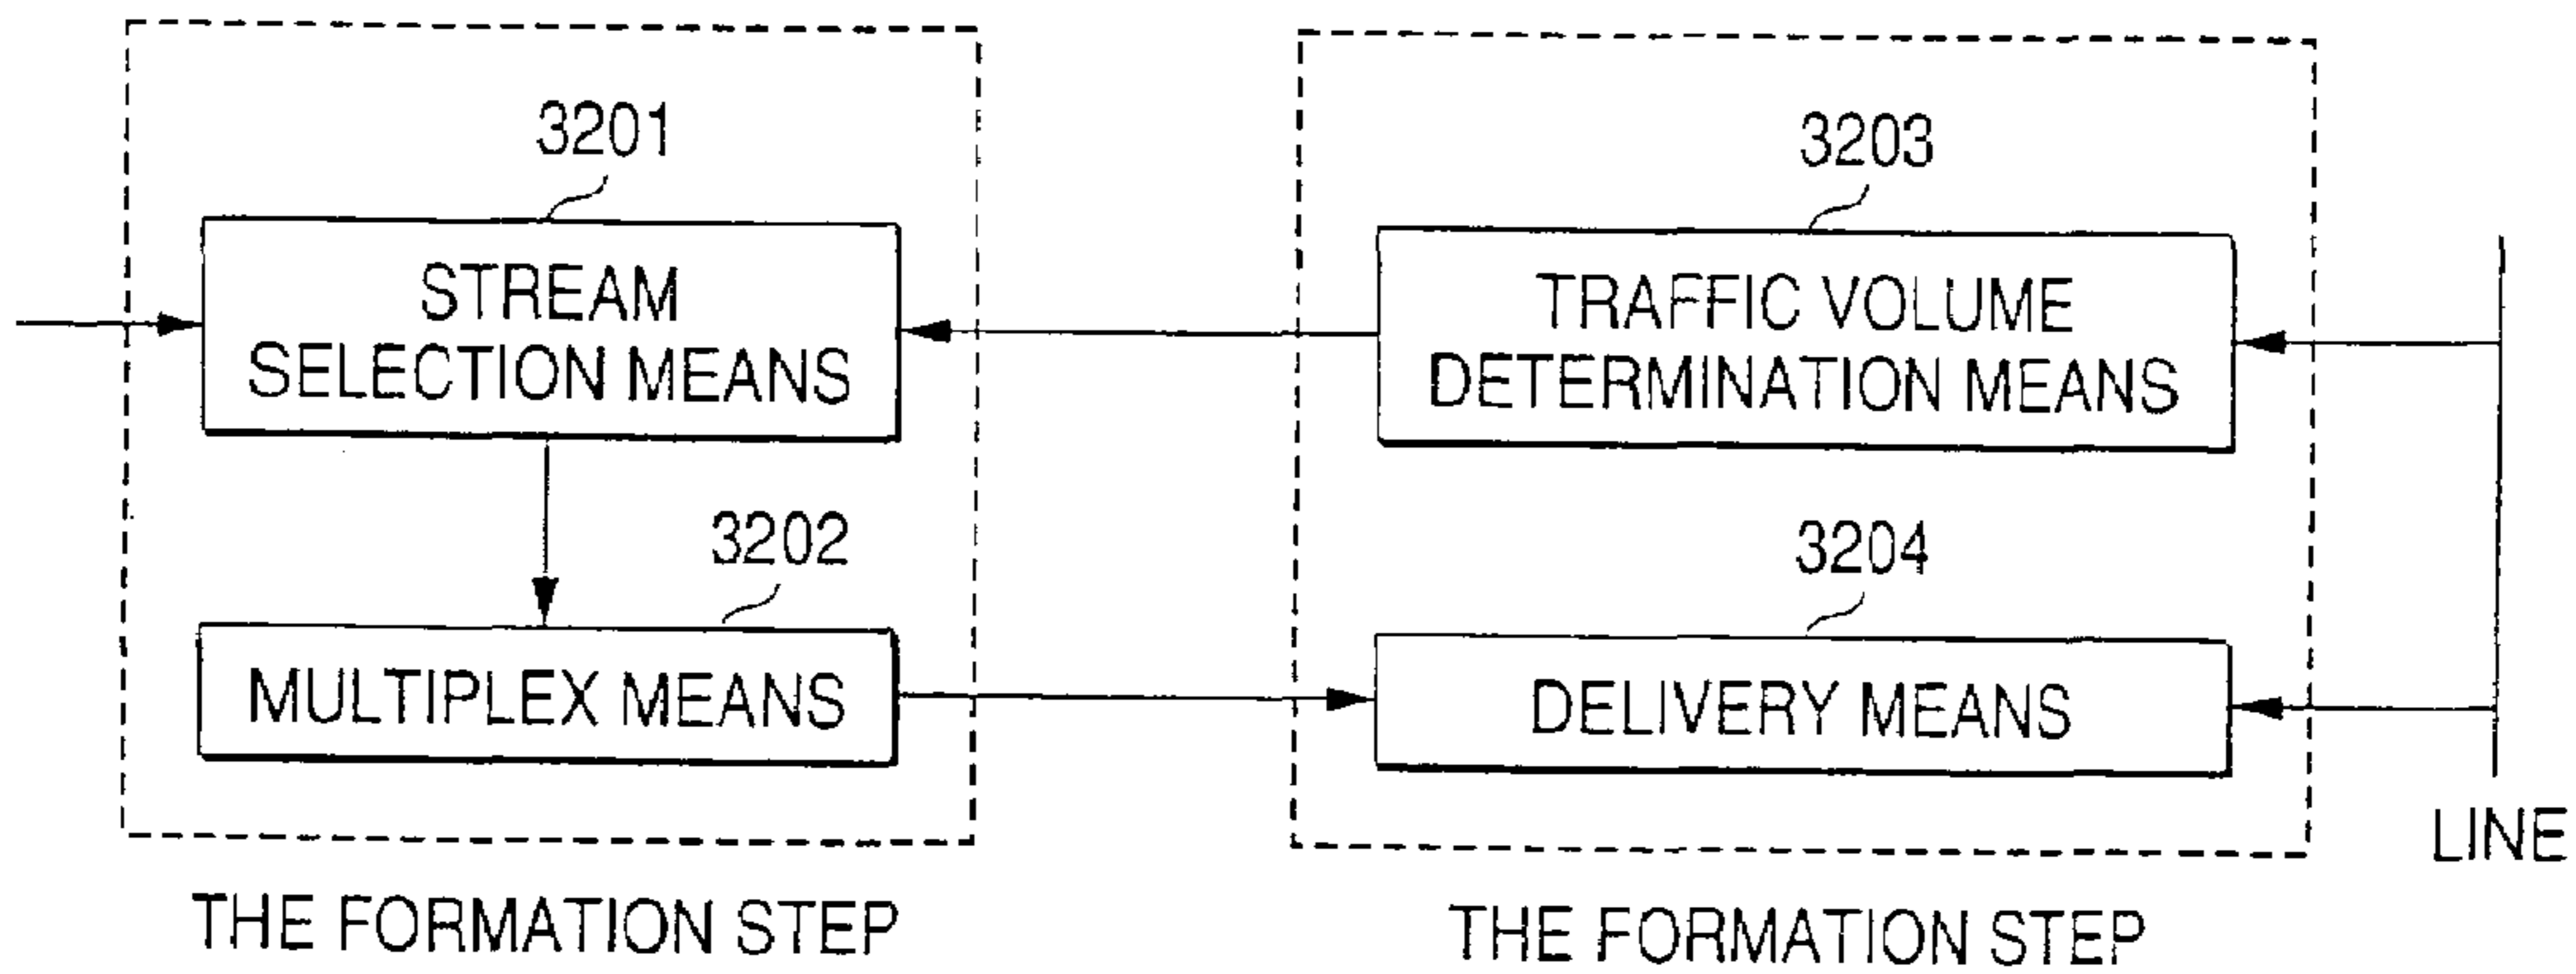 3201
STREAM
SELECTION MEANS
3202
MULTIPLEX MEANS
THE FORMATION STEP
3203
TRAFFIC VOLUME
DETERMINATION MEANS
3204
DELIVERY MEANS
THE FORMATION STEP
LINE